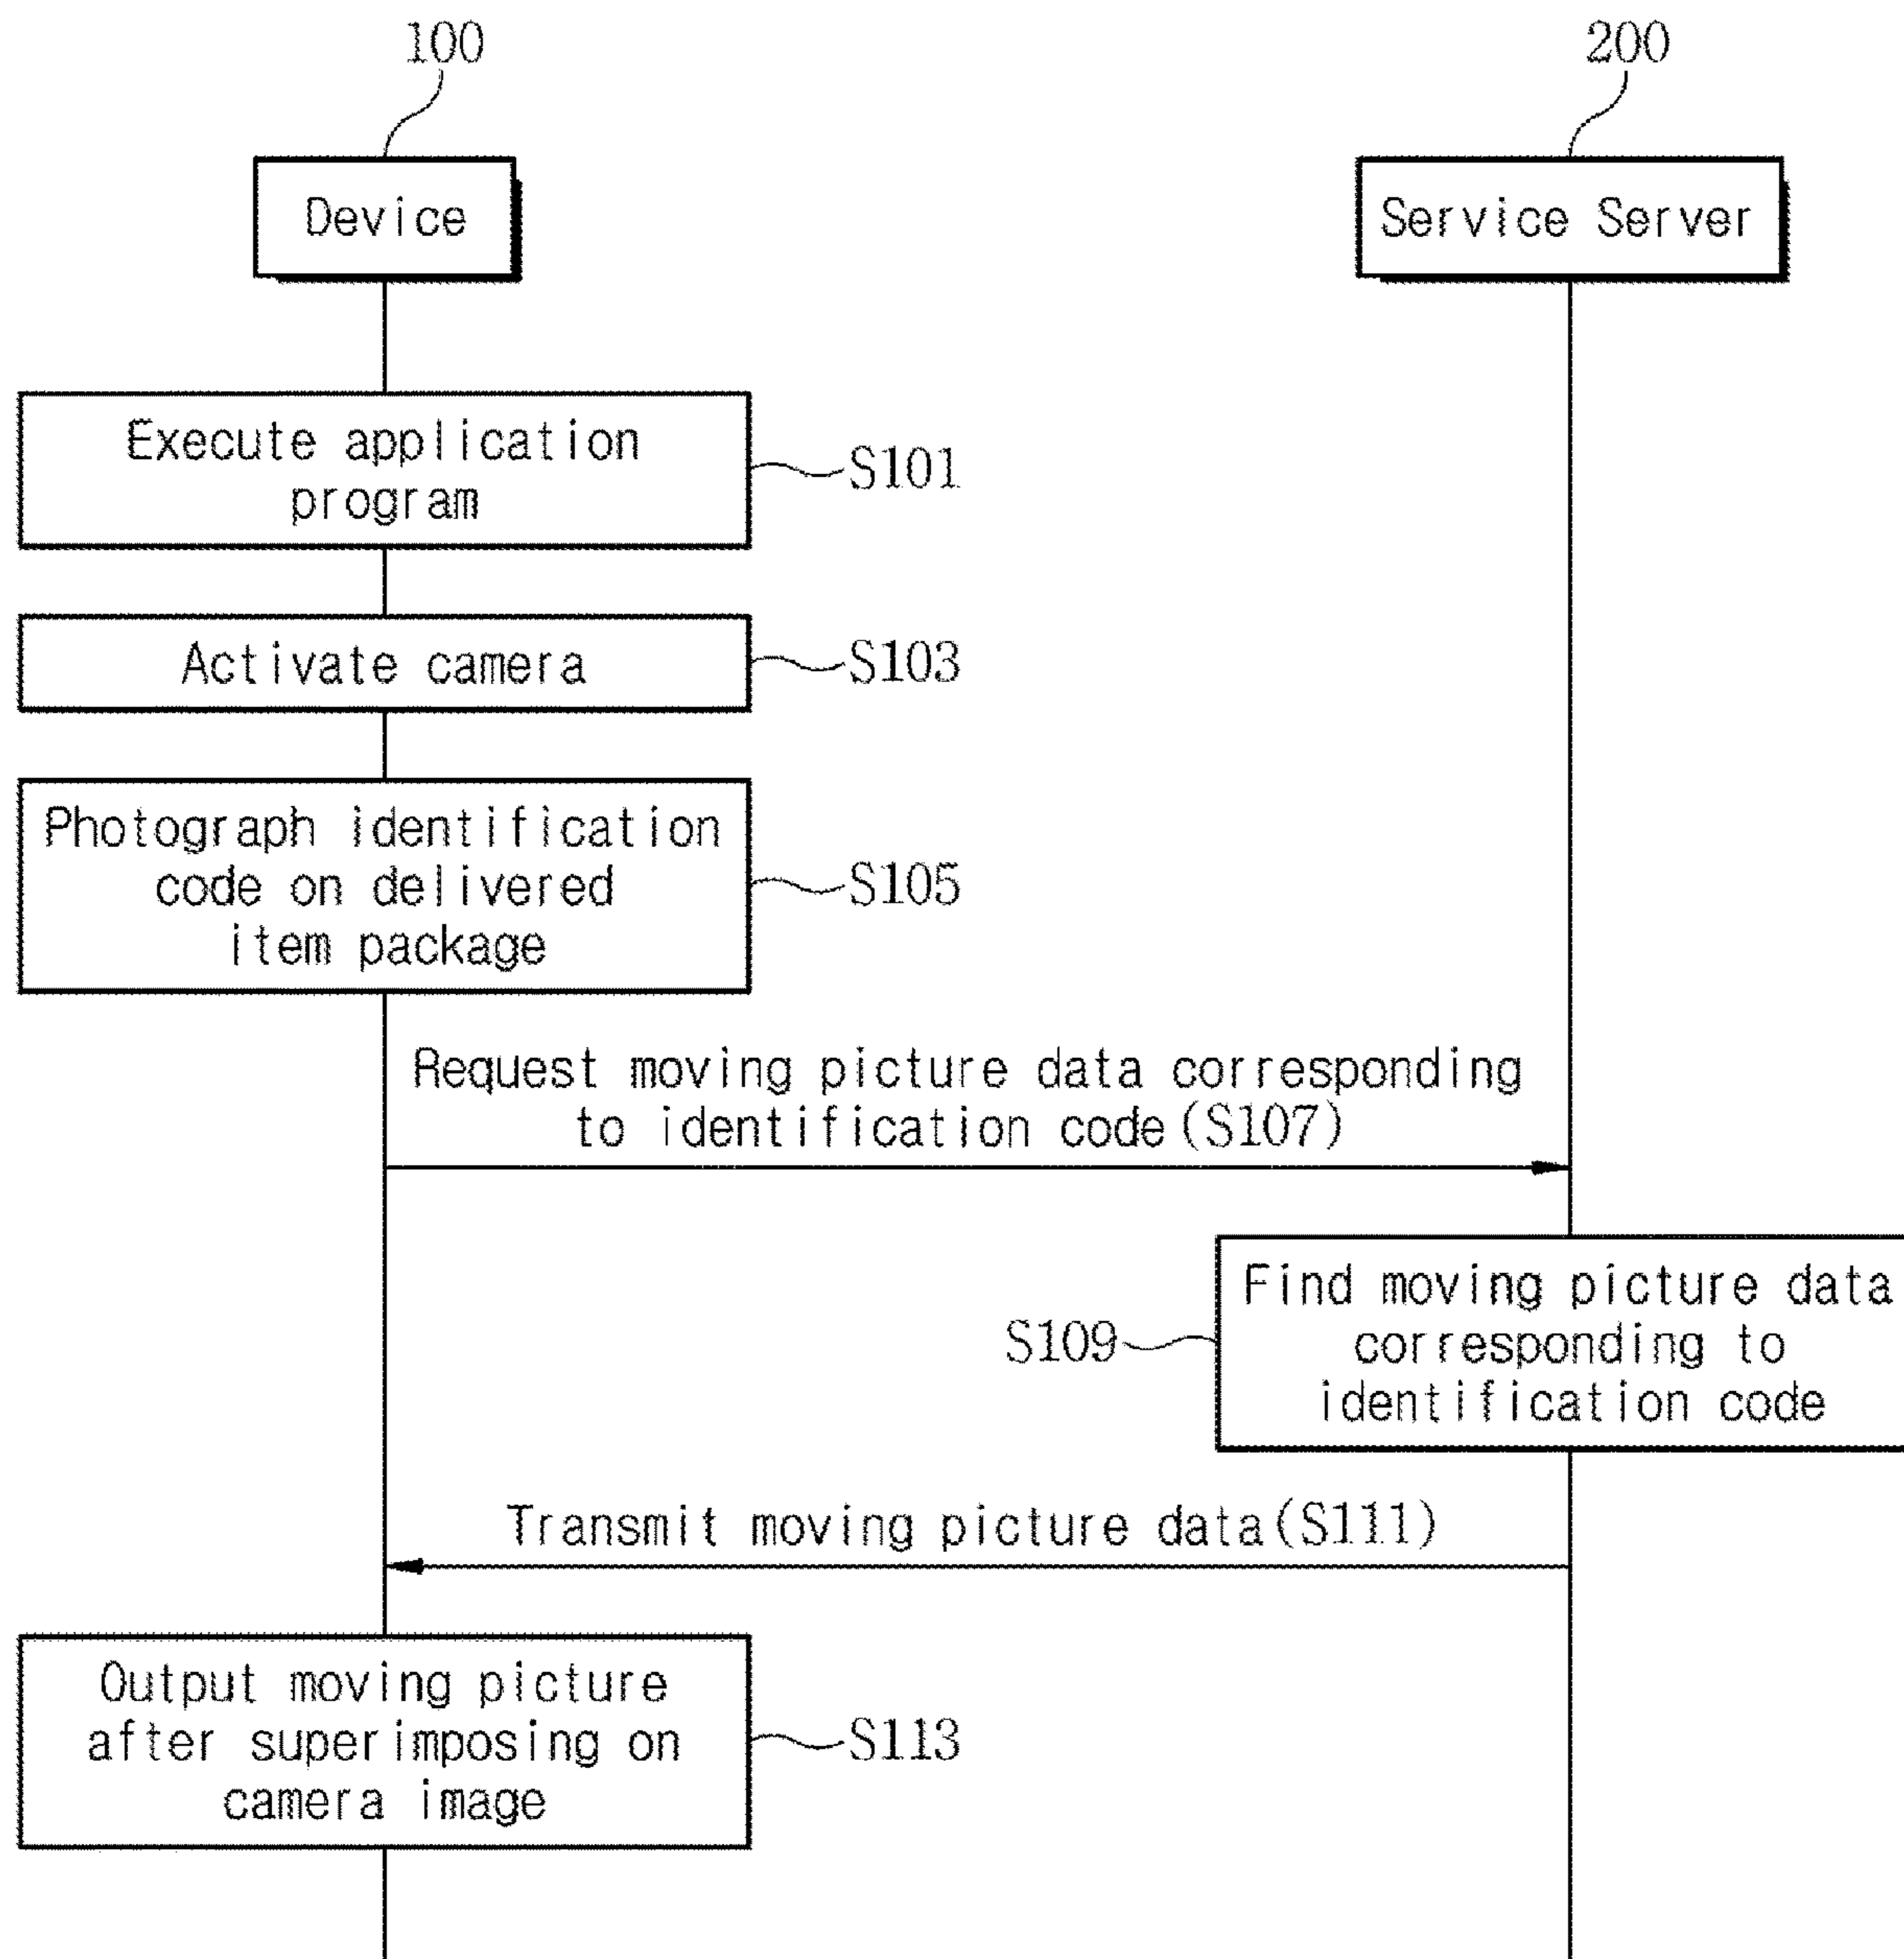 100
200
Device
Service Server
Execute application
program
S101
Activate camera
S103
Photograph identification
code on delivered
item package
S105
Request moving picture data corresponding
to identification code(S107)
Find moving picture data
corresponding to
identification code
S109
Transmit moving picture data(S111)
Output moving picture
after superimposing on
camera image
S113